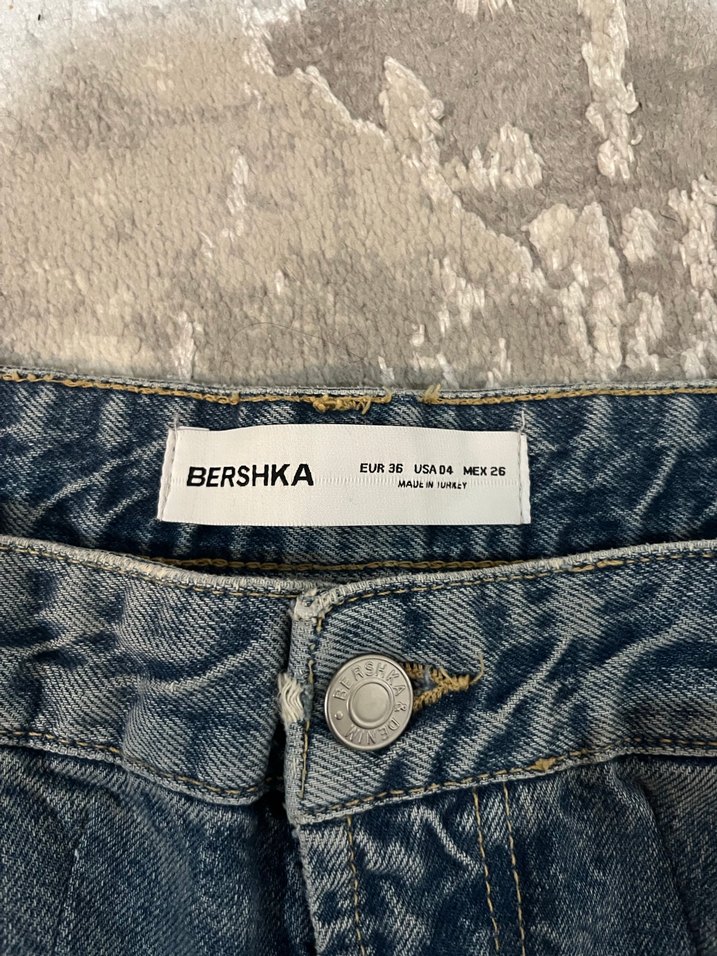 BERSHKA
EUR 36 USA 04 MEX 26
MADE IN TURKEY
BERSHKA & DENIM